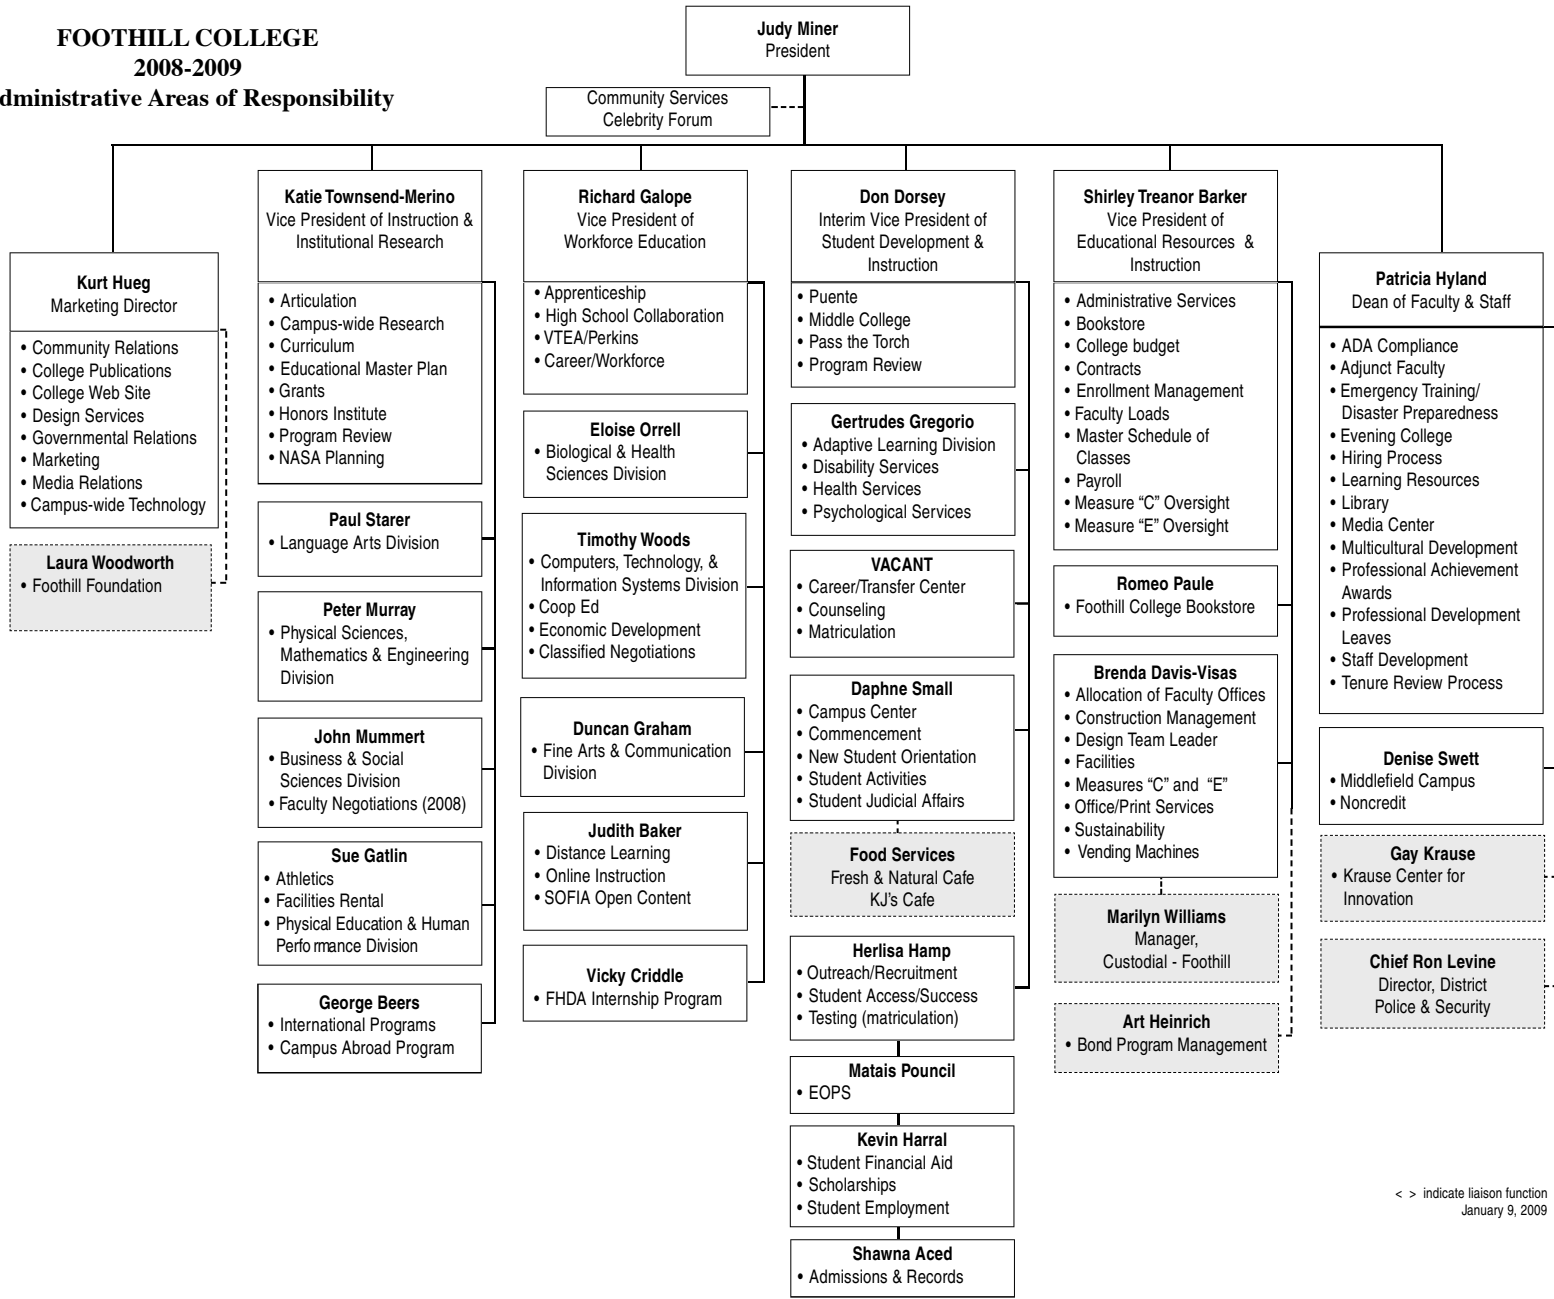 FOOTHILL COLLEGE
2008-2009
dministrative Areas of Responsibility
Judy Miner
President
Community Services
Celebrity Forum
Kurt Hueg
Marketing Director
• Community Relations
• College Publications
• College Web Site
• Design Services
• Governmental Relations
• Marketing
• Media Relations
• Campus-wide Technology
Laura Woodworth
• Foothill Foundation
Katie Townsend-Merino
Vice President of Instruction &
Institutional Research
• Articulation
• Campus-wide Research
• Curriculum
• Educational Master Plan
• Grants
• Honors Institute
• Program Review
• NASA Planning
Paul Starer
• Language Arts Division
Peter Murray
• Physical Sciences,
Mathematics & Engineering
Division
John Mummert
• Business & Social
Sciences Division
• Faculty Negotiations (2008)
Sue Gatlin
• Athletics
• Facilities Rental
• Physical Education & Human
Performance Division
George Beers
• International Programs
• Campus Abroad Program
Richard Galope
Vice President of
Workforce Education
• Apprenticeship
• High School Collaboration
• VTEA/Perkins
• Career/Workforce
Eloise Orrell
• Biological & Health
Sciences Division
Timothy Woods
• Computers, Technology, &
Information Systems Division
• Coop Ed
• Economic Development
• Classified Negotiations
Duncan Graham
• Fine Arts & Communication
Division
Judith Baker
• Distance Learning
• Online Instruction
• SOFIA Open Content
Vicky Criddle
• FHDA Internship Program
Don Dorsey
Interim Vice President of
Student Development &
Instruction
• Puente
• Middle College
• Pass the Torch
• Program Review
Gertrudes Gregorio
• Adaptive Learning Division
• Disability Services
• Health Services
• Psychological Services
VACANT
• Career/Transfer Center
• Counseling
• Matriculation
Daphne Small
• Campus Center
• Commencement
• New Student Orientation
• Student Activities
• Student Judicial Affairs
Food Services
Fresh & Natural Cafe
KJ's Cafe
Herlisa Hamp
• Outreach/Recruitment
• Student Access/Success
• Testing (matriculation)
Matais Pouncil
• EOPS
Kevin Harral
• Student Financial Aid
• Scholarships
• Student Employment
Shawna Aced
• Admissions & Records
Shirley Treanor Barker
Vice President of
Educational Resources &
Instruction
• Administrative Services
• Bookstore
• College budget
• Contracts
• Enrollment Management
• Faculty Loads
• Master Schedule of
Classes
• Payroll
• Measure “C” Oversight
• Measure “E” Oversight
Romeo Paule
• Foothill College Bookstore
Brenda Davis-Visas
• Allocation of Faculty Offices
• Construction Management
• Design Team Leader
• Facilities
• Measures “C” and “E”
• Office/Print Services
• Sustainability
• Vending Machines
Marilyn Williams
Manager,
Custodial - Foothill
Art Heinrich
• Bond Program Management
Patricia Hyland
Dean of Faculty & Staff
• ADA Compliance
• Adjunct Faculty
• Emergency Training/
Disaster Preparedness
• Evening College
• Hiring Process
• Learning Resources
• Library
• Media Center
• Multicultural Development
• Professional Achievement
Awards
• Professional Development
Leaves
• Staff Development
• Tenure Review Process
Denise Swett
• Middlefield Campus
• Noncredit
Gay Krause
• Krause Center for
Innovation
Chief Ron Levine
Director, District
Police & Security
< > indicate liaison function
January 9, 2009